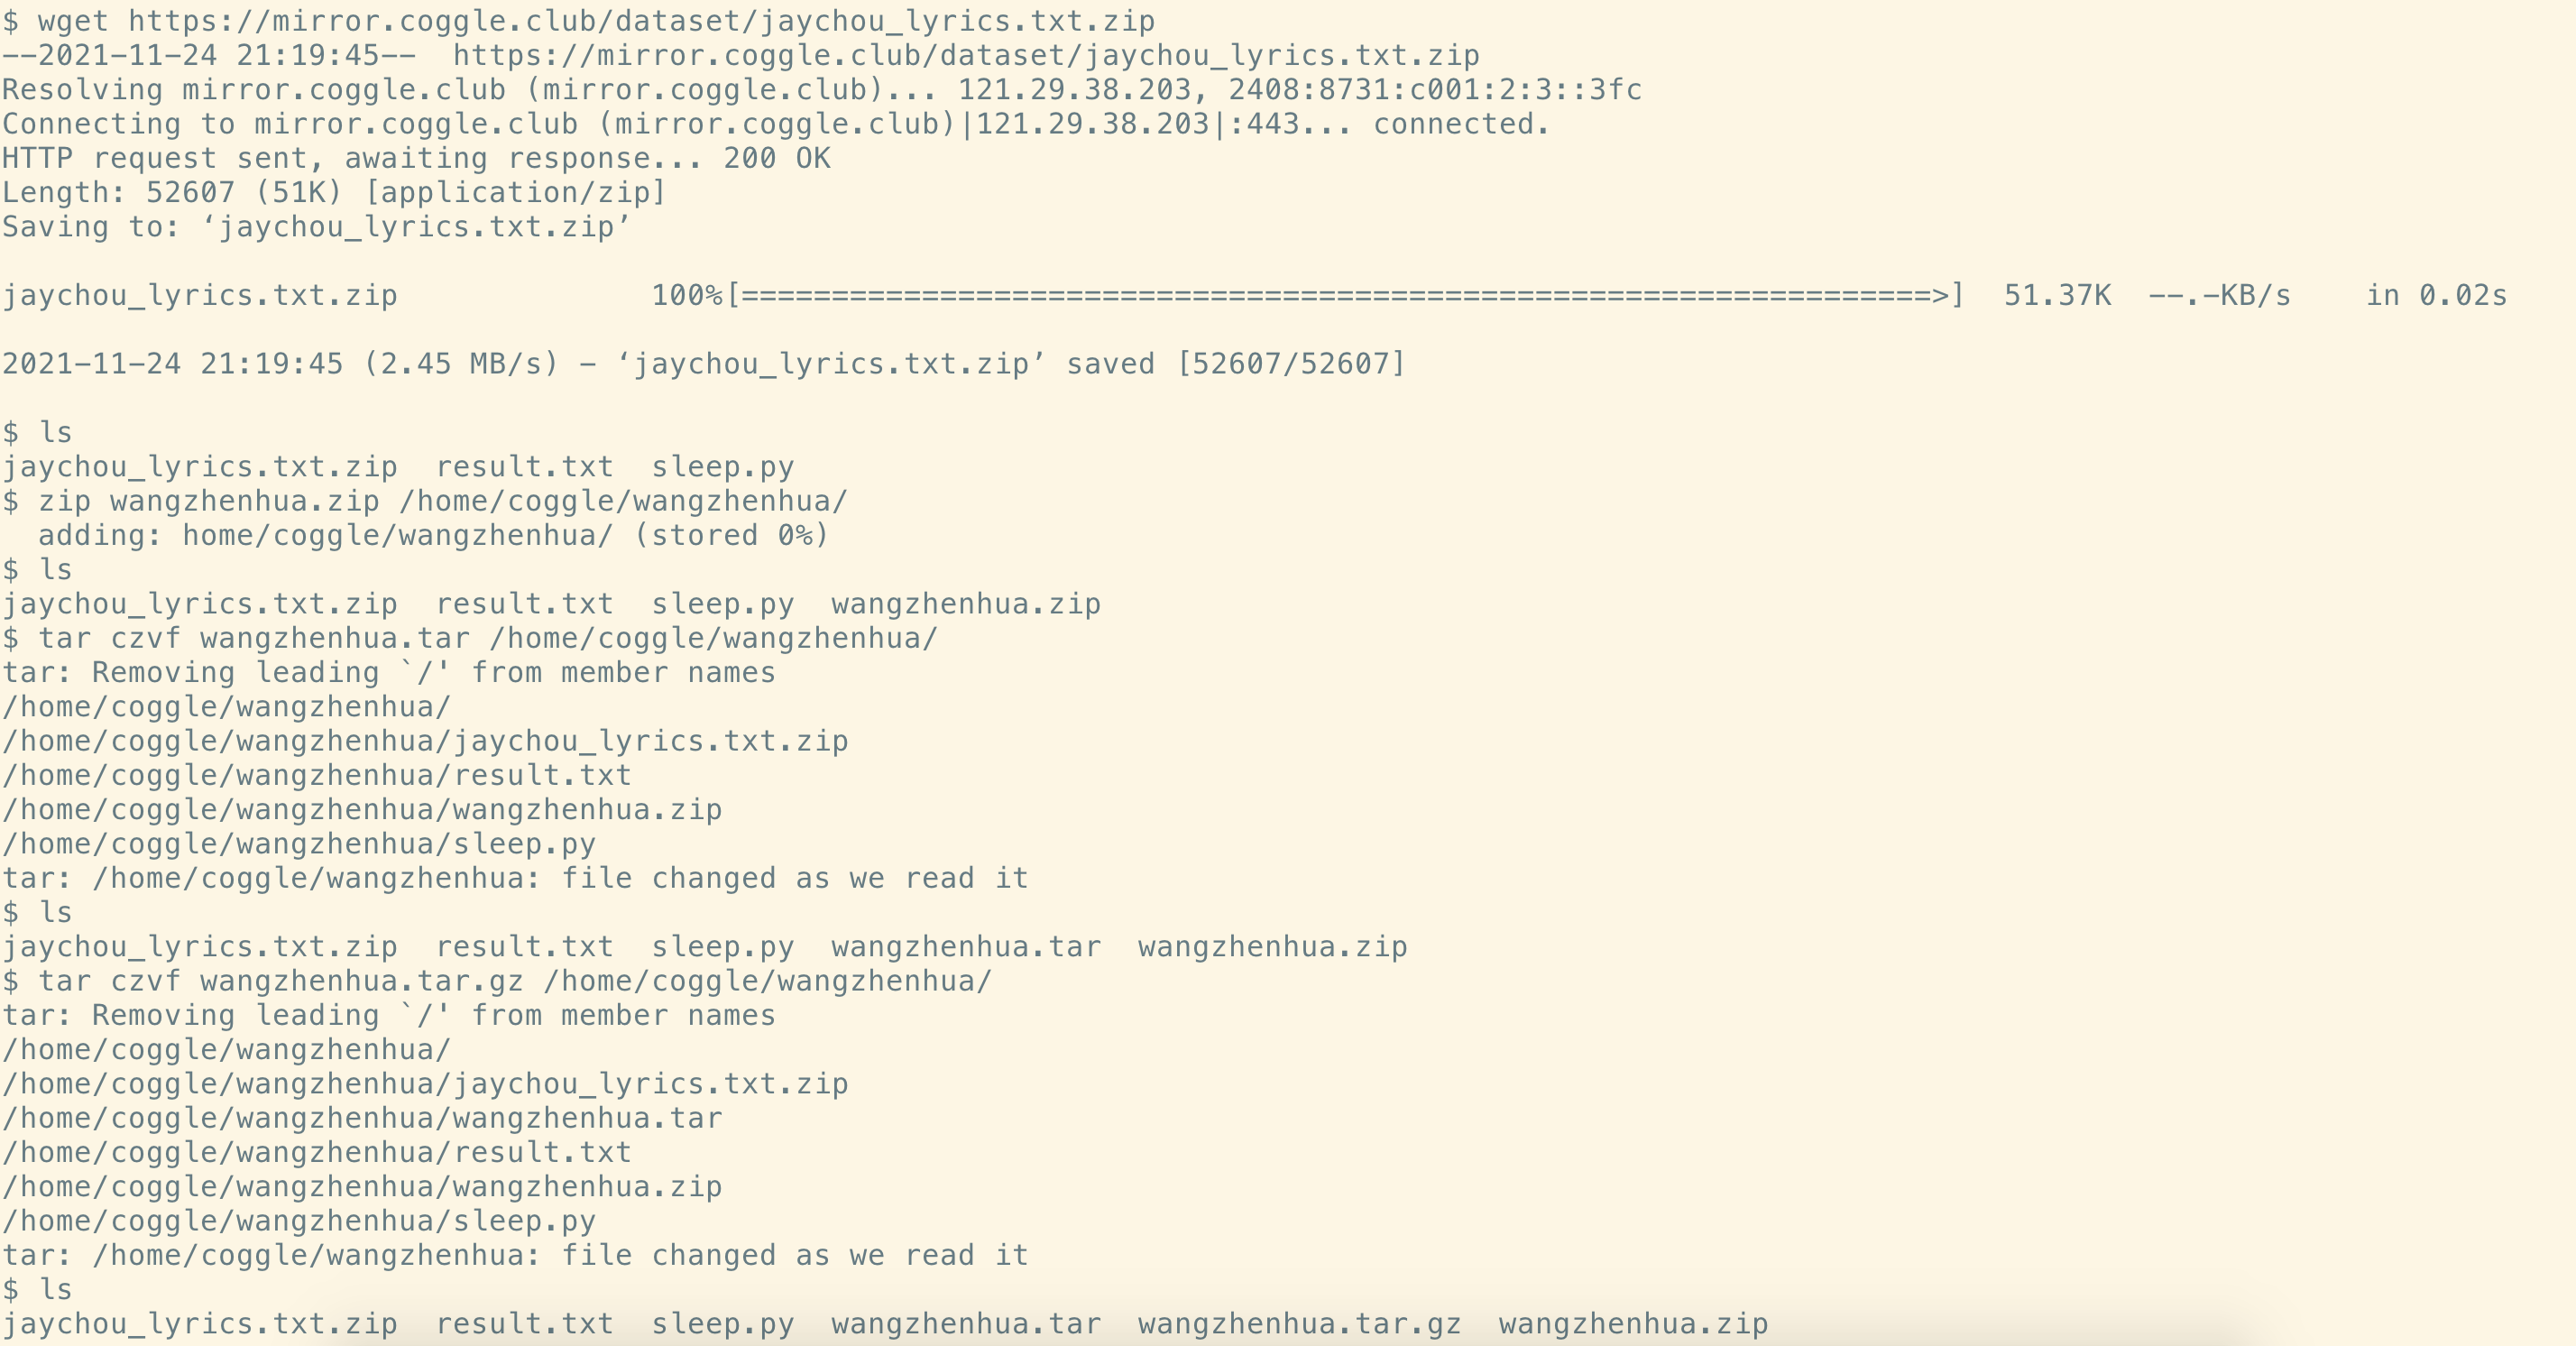 $ wget https://mirror.coggle.club/dataset/jaychou_lyrics.txt.zip
--2021-11-24 21:19:45--  https://mirror.coggle.club/dataset/jaychou_lyrics.txt.zip
Resolving mirror.coggle.club (mirror.coggle.club)... 121.29.38.203, 2408:8731:c001:2:3::3fc
Connecting to mirror.coggle.club (mirror.coggle.club)|121.29.38.203|:443... connected.
HTTP request sent, awaiting response... 200 OK
Length: 52607 (51K) [application/zip]
Saving to: ‘jaychou_lyrics.txt.zip’
jaychou_lyrics.txt.zip              100%[==================================================================>]  51.37K  --.-KB/s    in 0.02s
2021-11-24 21:19:45 (2.45 MB/s) - ‘jaychou_lyrics.txt.zip’ saved [52607/52607]
$ ls
jaychou_lyrics.txt.zip  result.txt  sleep.py
$ zip wangzhenhua.zip /home/coggle/wangzhenhua/
  adding: home/coggle/wangzhenhua/ (stored 0%)
$ ls
jaychou_lyrics.txt.zip  result.txt  sleep.py  wangzhenhua.zip
$ tar czvf wangzhenhua.tar /home/coggle/wangzhenhua/
tar: Removing leading `/' from member names
/home/coggle/wangzhenhua/
/home/coggle/wangzhenhua/jaychou_lyrics.txt.zip
/home/coggle/wangzhenhua/result.txt
/home/coggle/wangzhenhua/wangzhenhua.zip
/home/coggle/wangzhenhua/sleep.py
tar: /home/coggle/wangzhenhua: file changed as we read it
$ ls
jaychou_lyrics.txt.zip  result.txt  sleep.py  wangzhenhua.tar  wangzhenhua.zip
$ tar czvf wangzhenhua.tar.gz /home/coggle/wangzhenhua/
tar: Removing leading `/' from member names
/home/coggle/wangzhenhua/
/home/coggle/wangzhenhua/jaychou_lyrics.txt.zip
/home/coggle/wangzhenhua/wangzhenhua.tar
/home/coggle/wangzhenhua/result.txt
/home/coggle/wangzhenhua/wangzhenhua.zip
/home/coggle/wangzhenhua/sleep.py
tar: /home/coggle/wangzhenhua: file changed as we read it
$ ls
jaychou_lyrics.txt.zip  result.txt  sleep.py  wangzhenhua.tar  wangzhenhua.tar.gz  wangzhenhua.zip